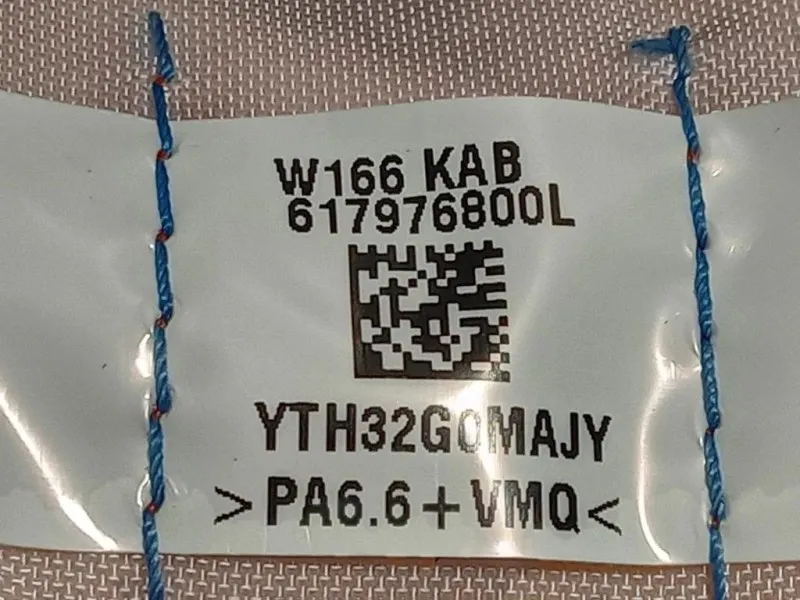 W166 KAB
617976800L
YTH32G0MAJY
>PA6.6+VMQ<